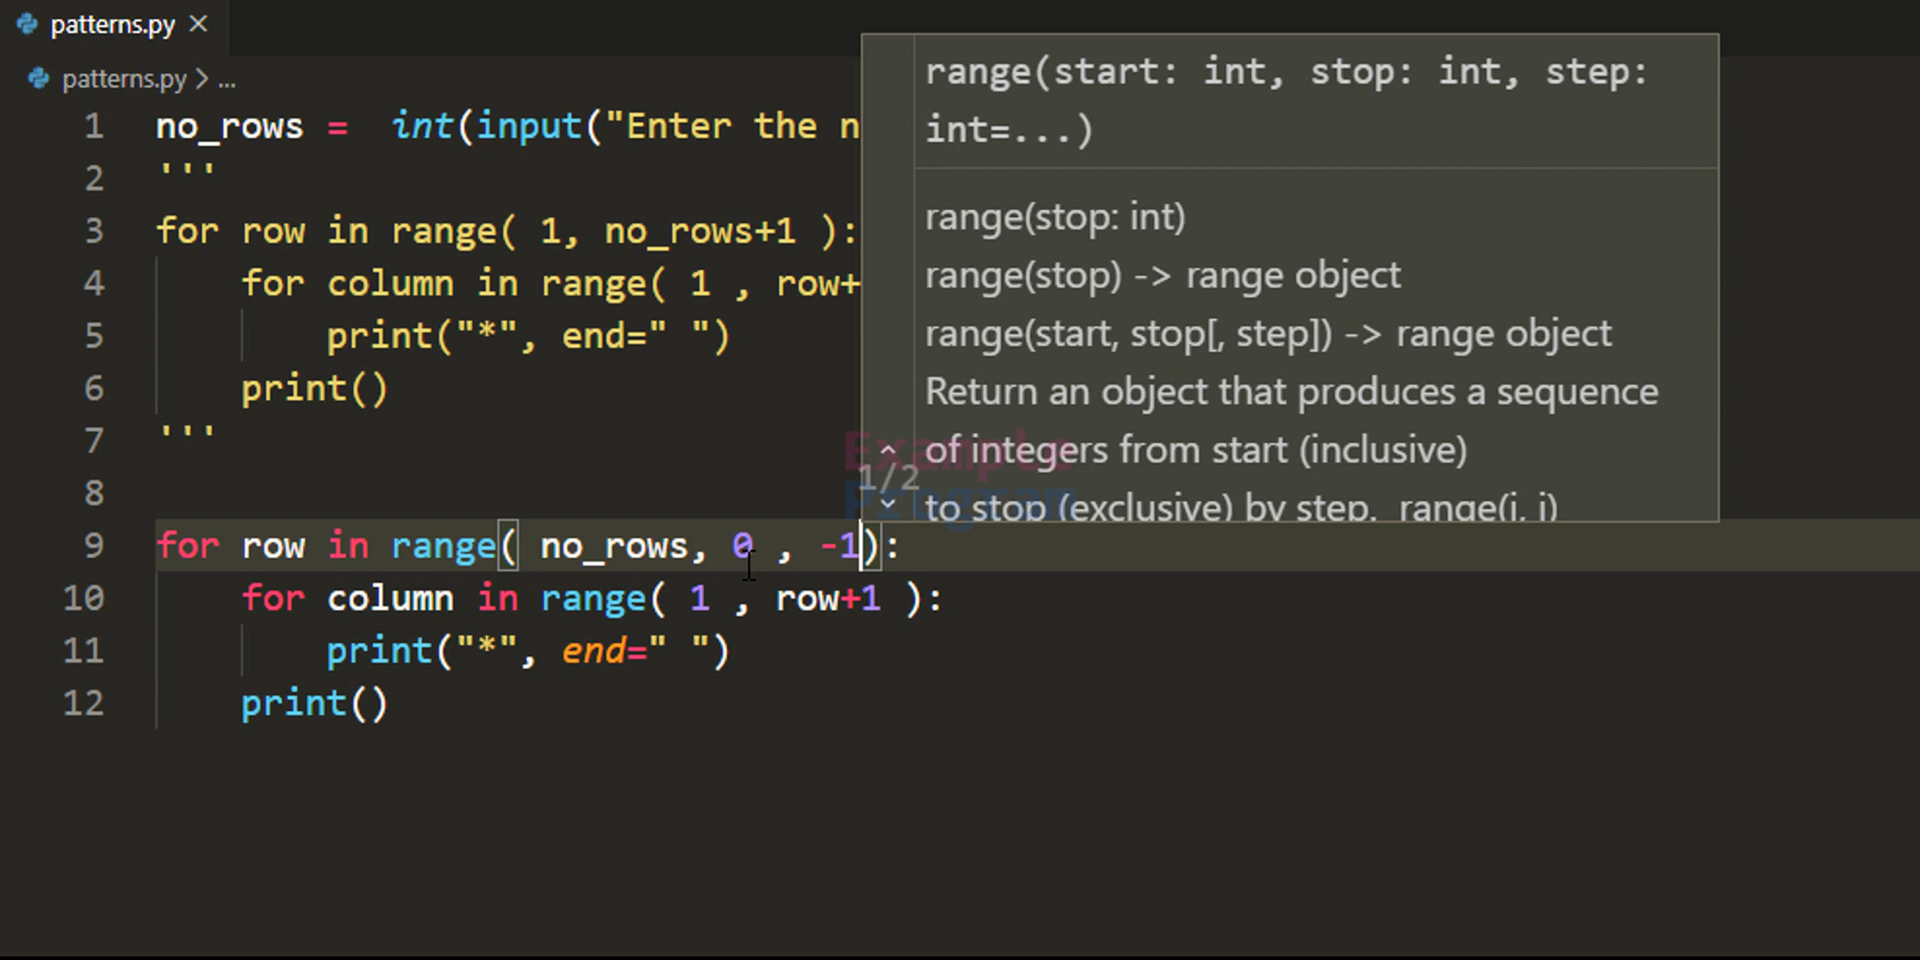 patterns.py
patterns.py > ...
1 no_rows = int(input("Enter the n
2 '''
3 for row in range( 1, no_rows+1 ):
4 for column in range( 1 , row+
5 print("*", end=" ")
6 print()
7 '''
8
9 for row in range( no_rows, 0 , -1):
10 for column in range( 1 , row+1 ):
11 print("*", end=" ")
12 print()
range(start: int, stop: int, step:
int=...)
range(stop: int)
range(stop) -> range object
range(start, stop[, step]) -> range object
Return an object that produces a sequence
of integers from start (inclusive)
to stop (exclusive) by step. range(i, j)
1/2
Example
Program